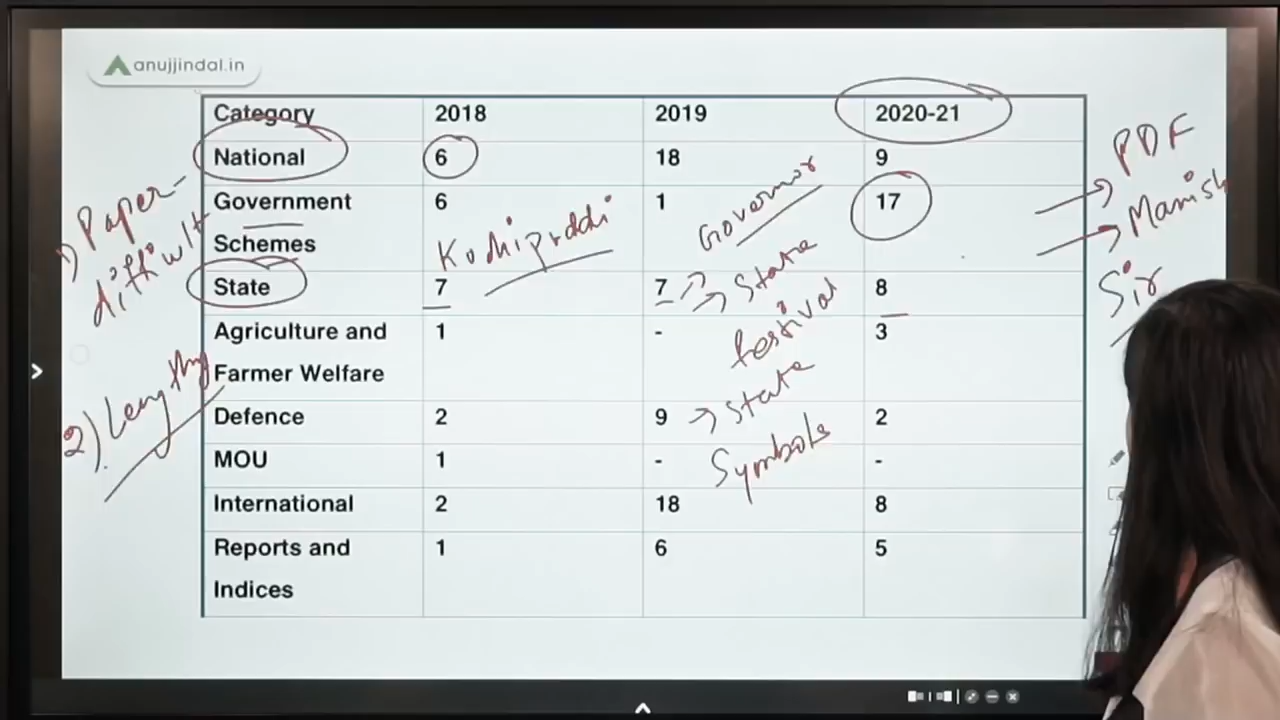 anujjindal.in
Category 2018 2019 2020-21
National 6 18 9
Government Schemes 6 1 17
State 7 7 8
Agriculture and Farmer Welfare 1 - 3
Defence 2 9 2
MOU 1 - -
International 2 18 8
Reports and Indices 1 6 5
1) Paper-
difficult
2) Lengthy
Governor
→ State
festival
→ State
Symbols
→ PDF
→ Manish
Sir